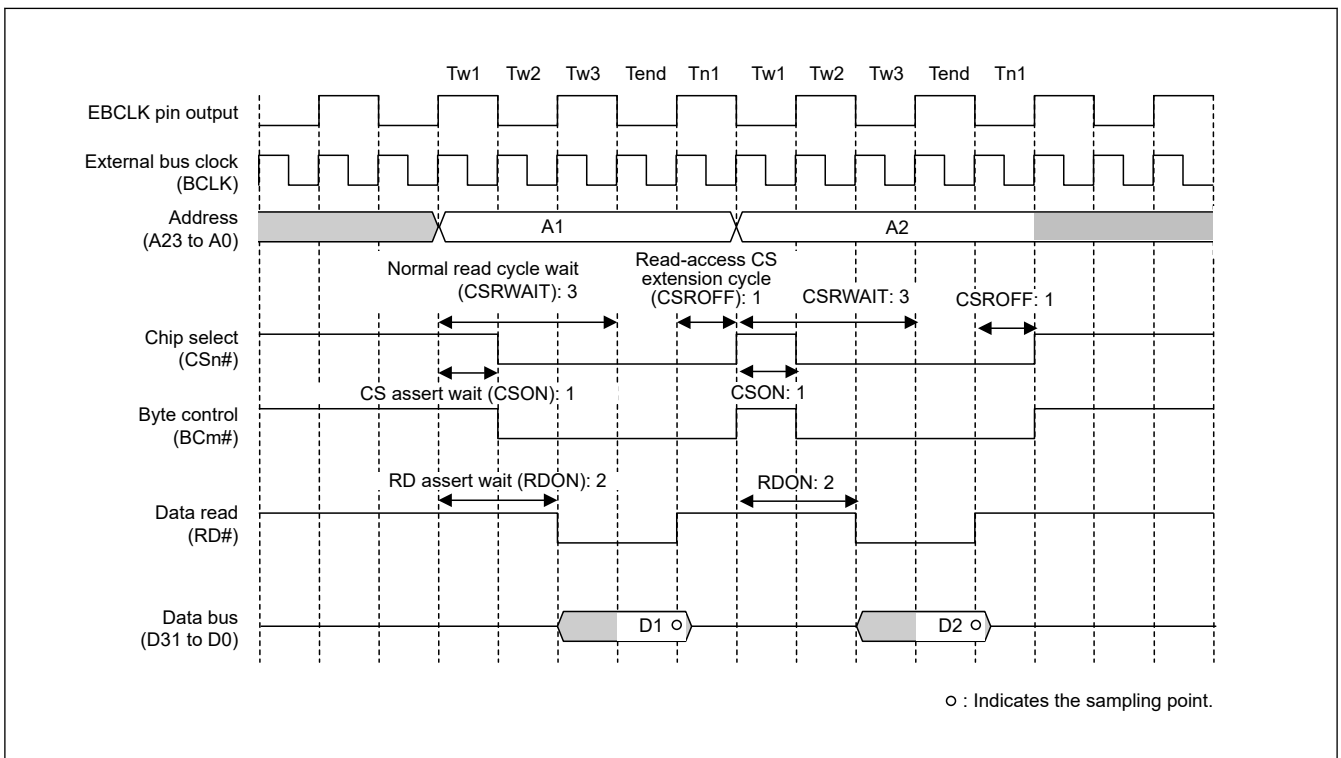 Tw1 Tw2 Tw3 Tend Tn1 Tw1 Tw2 Tw3 Tend Tn1
EBCLK pin output
External bus clock
(BCLK)
Address
(A23 to A0)
A1
A2
Normal read cycle wait
(CSRWAIT): 3
Read-access CS
extension cycle
(CSROFF): 1
CSRWAIT: 3
CSROFF: 1
Chip select
(CSn#)
CS assert wait (CSON): 1
CSON: 1
Byte control
(BCm#)
RD assert wait (RDON): 2
RDON: 2
Data read
(RD#)
Data bus
(D31 to D0)
D1
D2
: Indicates the sampling point.